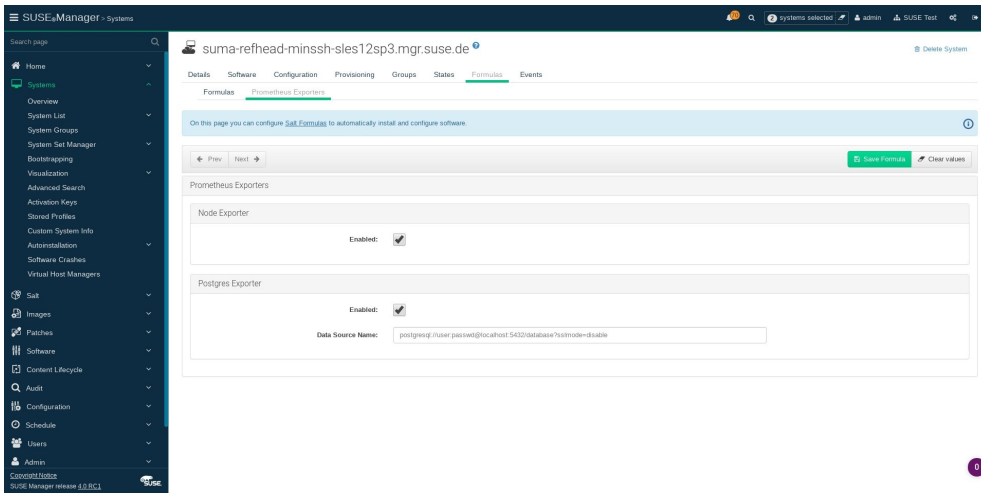 SUSE®Manager > Systems
70
2 systems selected
admin
SUSE Test
Search page
Home
Systems
Overview
System List
System Groups
System Set Manager
Bootstrapping
Visualization
Advanced Search
Activation Keys
Stored Profiles
Custom System Info
Autoinstallation
Software Crashes
Virtual Host Managers
Salt
Images
Patches
Software
Content Lifecycle
Audit
Configuration
Schedule
Users
Admin
Copyright Notice
SUSE Manager release 4.0 RC1
SUSE
suma-refhead-minssh-sles12sp3.mgr.suse.de ?
Delete System
Details Software Configuration Provisioning Groups States Formulas Events
Formulas Prometheus Exporters
On this page you can configure Salt Formulas to automatically install and configure software.
Prev Next
Save Formula Clear values
Prometheus Exporters
Node Exporter
Enabled:
Postgres Exporter
Enabled:
Data Source Name: postgresql://user:passwd@localhost:5432/database?sslmode=disable
0